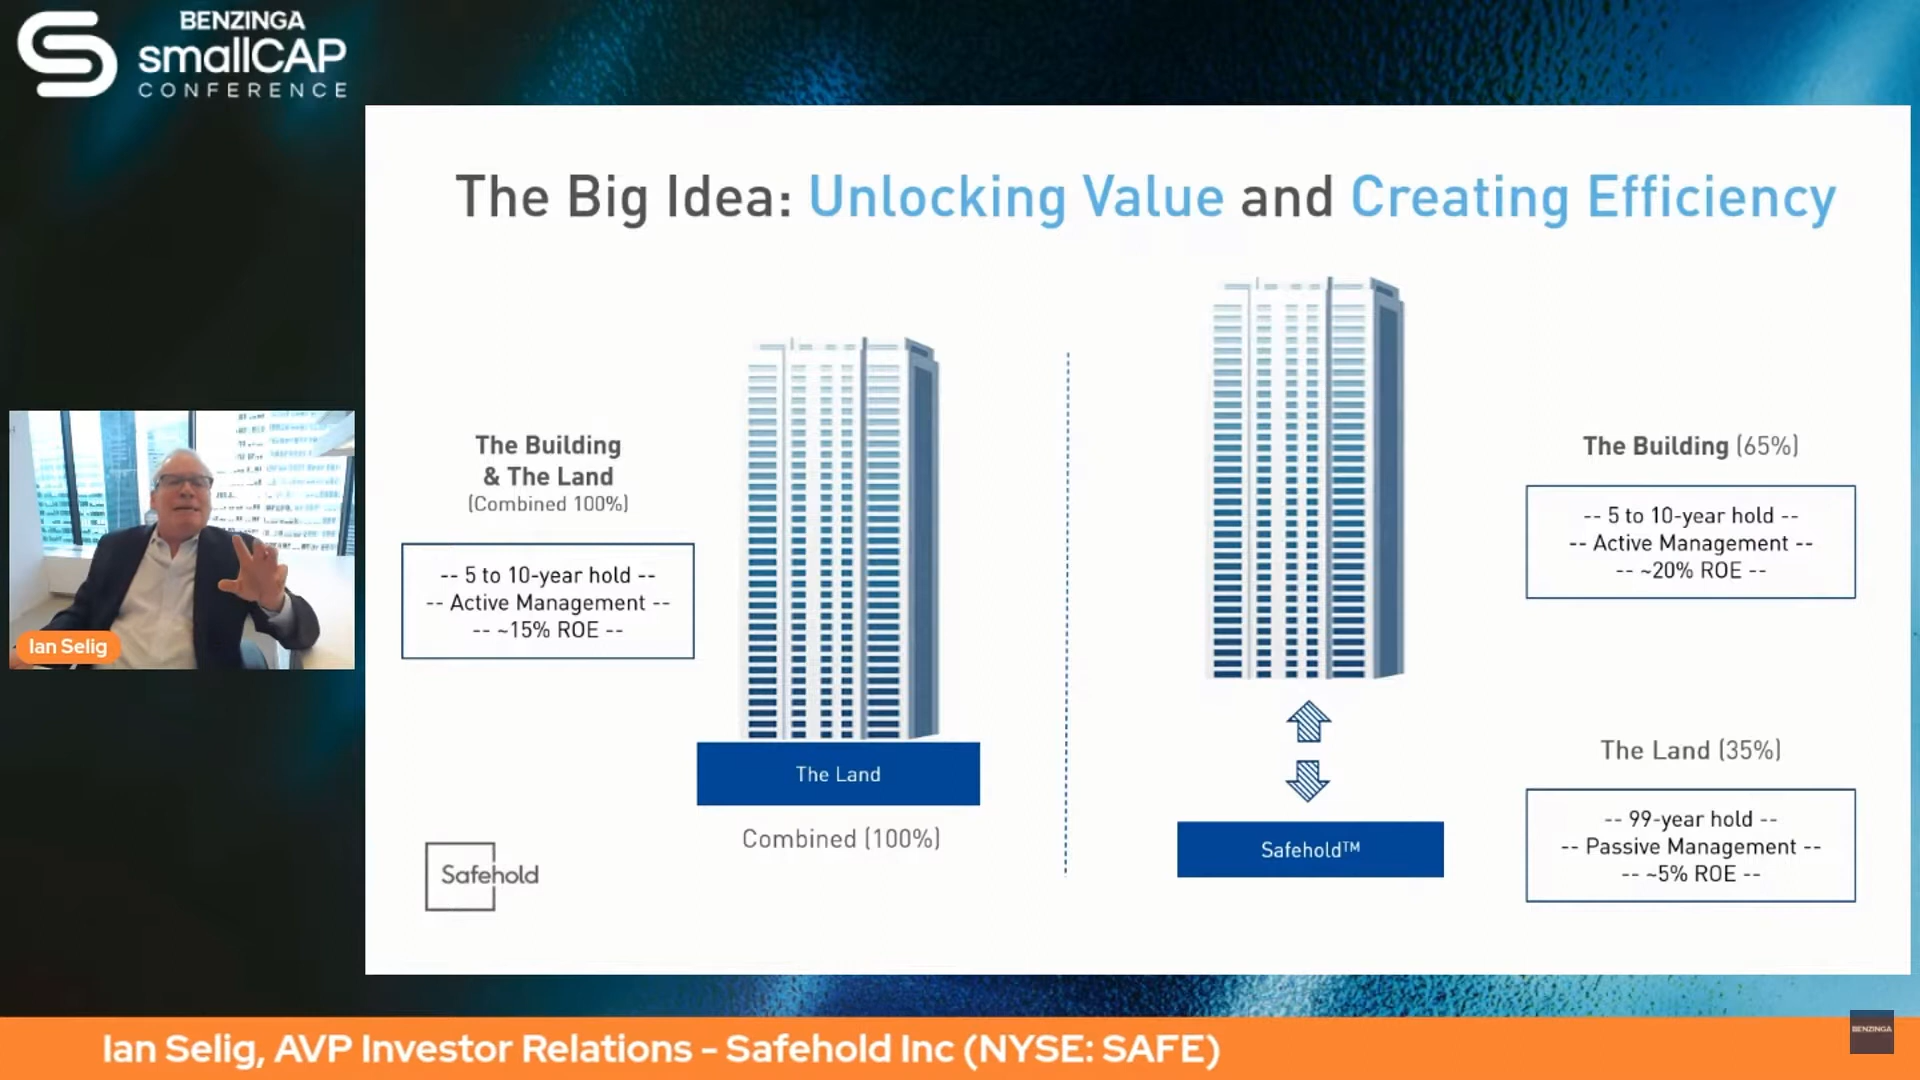 BENZINGA
smallCAP
CONFERENCE
The Big Idea: Unlocking Value and Creating Efficiency
The Building
& The Land
(Combined 100%)
-- 5 to 10-year hold --
-- Active Management --
-- ~15% ROE --
The Land
Combined (100%)
Safehold
The Building (65%)
-- 5 to 10-year hold --
-- Active Management --
-- ~20% ROE --
The Land (35%)
-- 99-year hold --
-- Passive Management --
-- ~5% ROE --
Safehold™
Ian Selig
Ian Selig, AVP Investor Relations - Safehold Inc (NYSE: SAFE)
BENZINGA